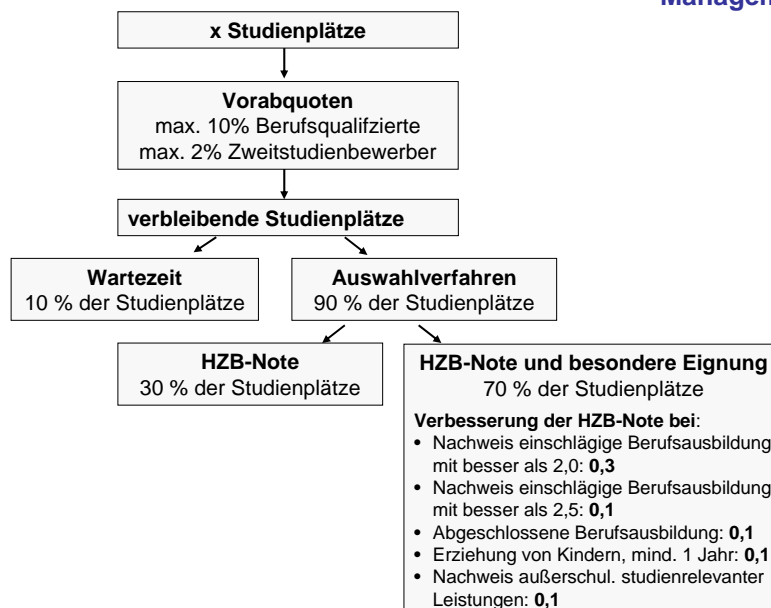 x Studienplätze
Vorabquoten
max. 10% Berufsqualifzierte
max. 2% Zweitstudienbewerber
verbleibende Studienplätze
Wartezeit
10 % der Studienplätze
Auswahlverfahren
90 % der Studienplätze
HZB-Note
30 % der Studienplätze
HZB-Note und besondere Eignung
70 % der Studienplätze
Verbesserung der HZB-Note bei:
• Nachweis einschlägige Berufsausbildung
mit besser als 2,0: 0,3
• Nachweis einschlägige Berufsausbildung
mit besser als 2,5: 0,1
• Abgeschlossene Berufsausbildung: 0,1
• Erziehung von Kindern, mind. 1 Jahr: 0,1
• Nachweis außerschul. studienrelevanter
Leistungen: 0,1